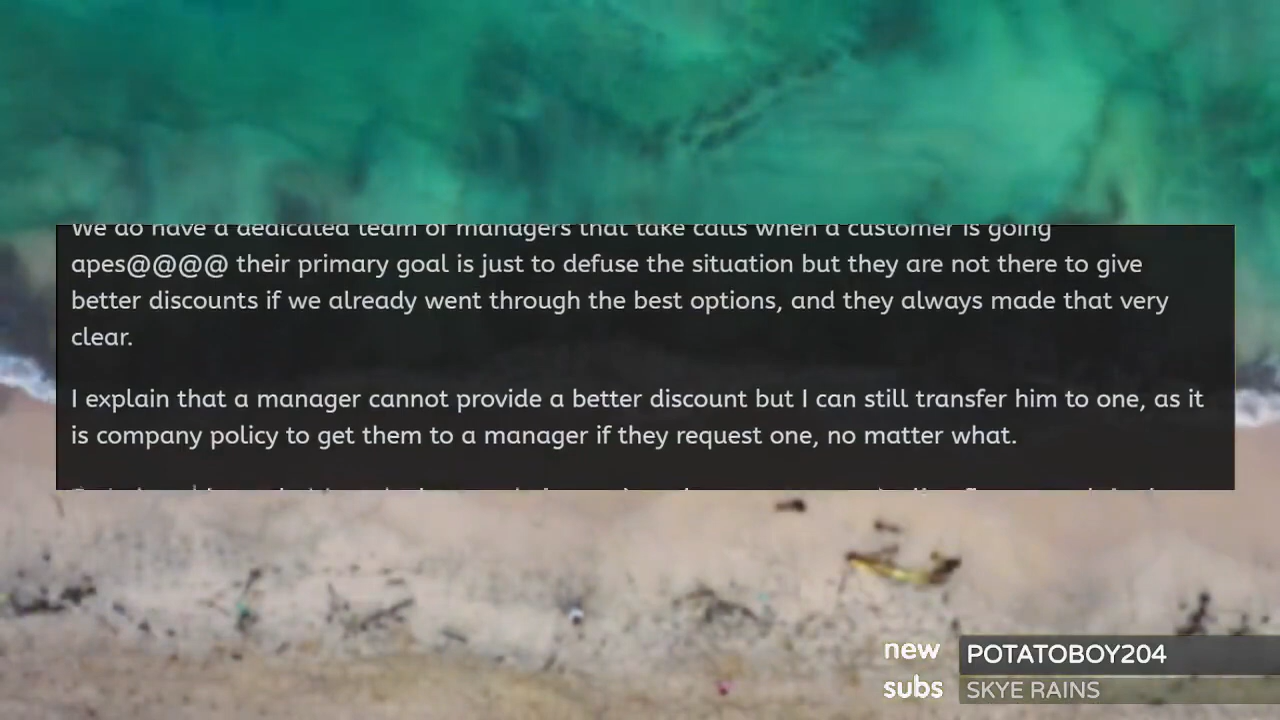 We do have a dedicated team of managers that take calls when a customer is going
apes@@@@ their primary goal is just to defuse the situation but they are not there to give
better discounts if we already went through the best options, and they always made that very
clear.
I explain that a manager cannot provide a better discount but I can still transfer him to one, as it
is company policy to get them to a manager if they request one, no matter what.
new
subs
POTATOBOY204
SKYE RAINS